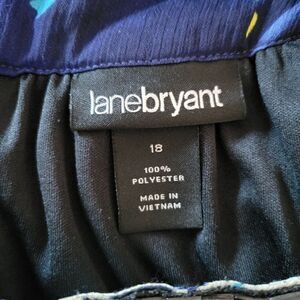 lanebryant
18
100%
POLYESTER
MADE IN
VIETNAM